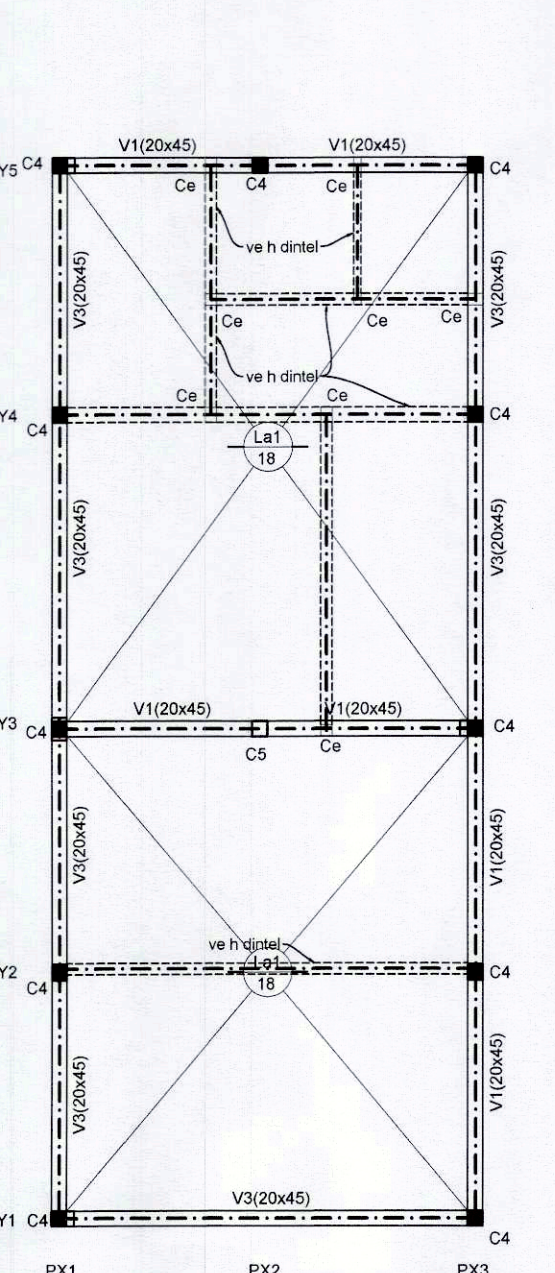 V1(20x45) V1(20x45)
Y5 C4 C4
Ce C4 Ce
ve h dintel
V3(20x45) V3(20x45)
Ce Ce Ce
ve h dintel
Ce Ce
Y4 C4 C4
La1
18
V3(20x45) V3(20x45)
V1(20x45) V1(20x45)
Y3 C4 C4
C5 Ce
V3(20x45) V1(20x45)
ve h dintel
La1
Y2 C4 18 C4
V3(20x45) V1(20x45)
V3(20x45)
Y1 C4 C4
PX1 PX2 PX3